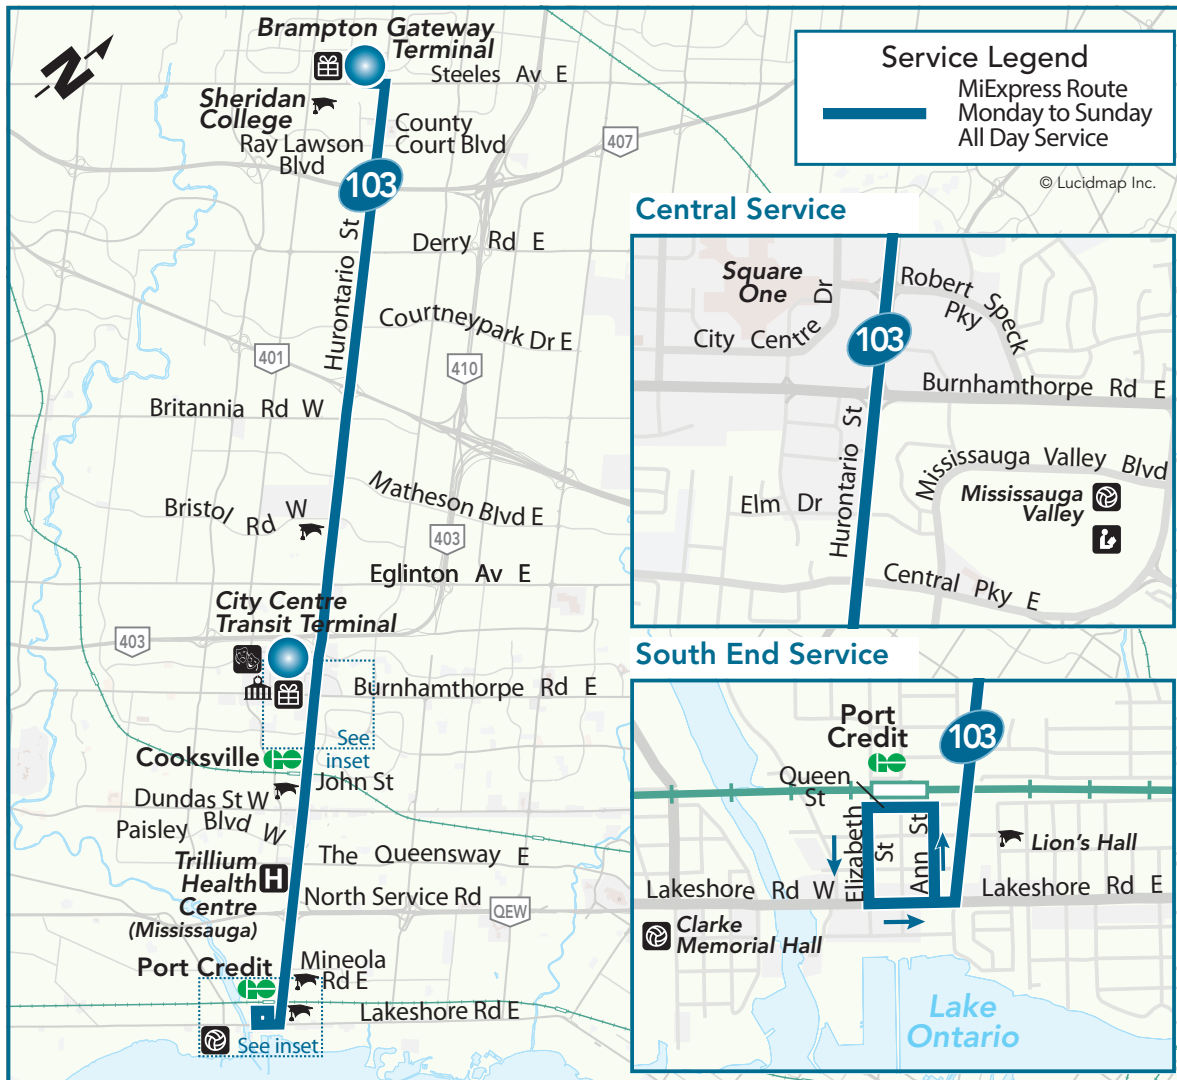 Brampton Gateway
Terminal
N
Steeles Av E
Sheridan
College
County
Court Blvd
Ray Lawson
Blvd
407
103
Hurontario St
Derry Rd E
Courtneypark Dr E
401
410
Britannia Rd W
Matheson Blvd E
Bristol Rd W
403
Eglinton Av E
City Centre
Transit Terminal
403
Burnhamthorpe Rd E
See
inset
Cooksville
GO
John St
Dundas St W
Paisley Blvd W
The Queensway E
Trillium
Health
Centre
(Mississauga)
H
North Service Rd
QEW
Port Credit
GO
Mineola
Rd E
Lakeshore Rd E
See inset
Service Legend
MiExpress Route
Monday to Sunday
All Day Service
© Lucidmap Inc.
Central Service
Square
One
City Centre Dr
Robert Speck
Pky
103
Burnhamthorpe Rd E
Hurontario St
Mississauga Valley Blvd
Mississauga
Valley
Elm Dr
Central Pky E
South End Service
Port
Credit
GO
103
Queen
St
Elizabeth
St
Ann St
Lion's Hall
Lakeshore Rd W
Lakeshore Rd E
Clarke
Memorial Hall
Lake
Ontario